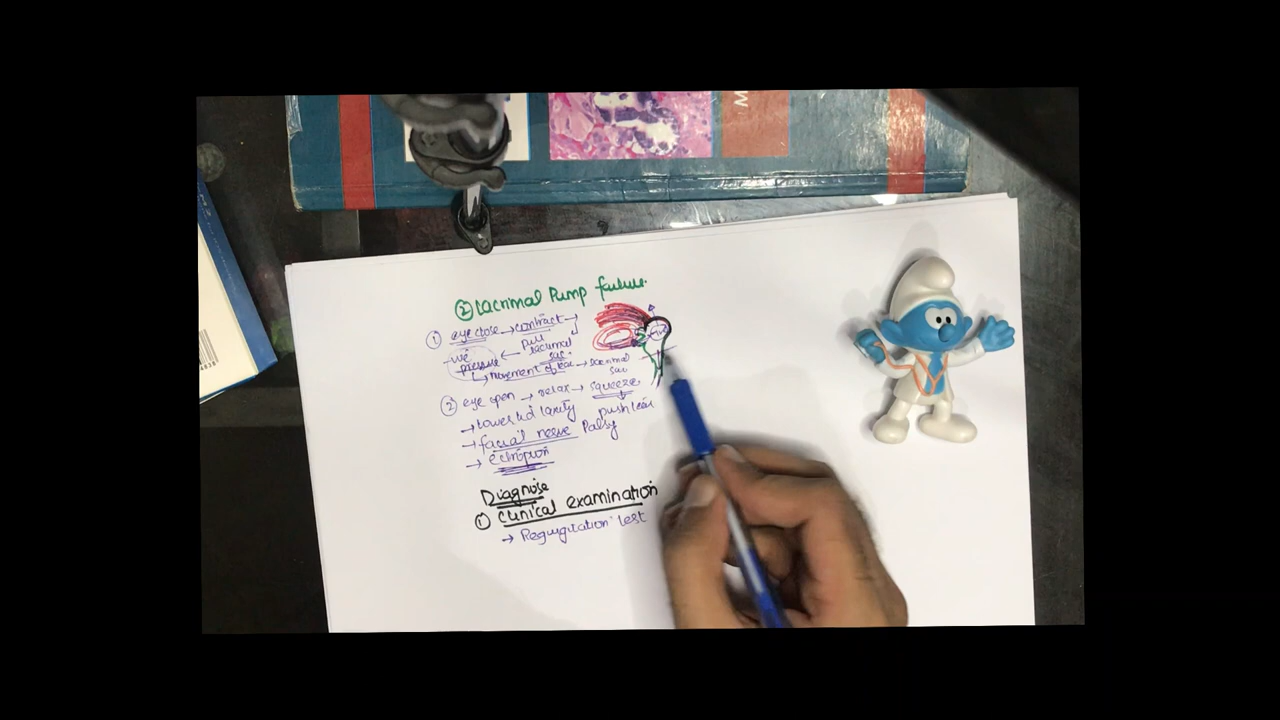 ② Lacrimal Pump failure.
① eye close → contract
pull
lacrimal
sac.
-ve
pressure ←
↳ movement of tear → lacrimal
sac
② eye open → relax → squeeze.
push tear
→ Lower lid laxity
→ facial nerve Palsy
→ Ectropion
Diagnose
① Clinical examination
→ Regurgitation test
M